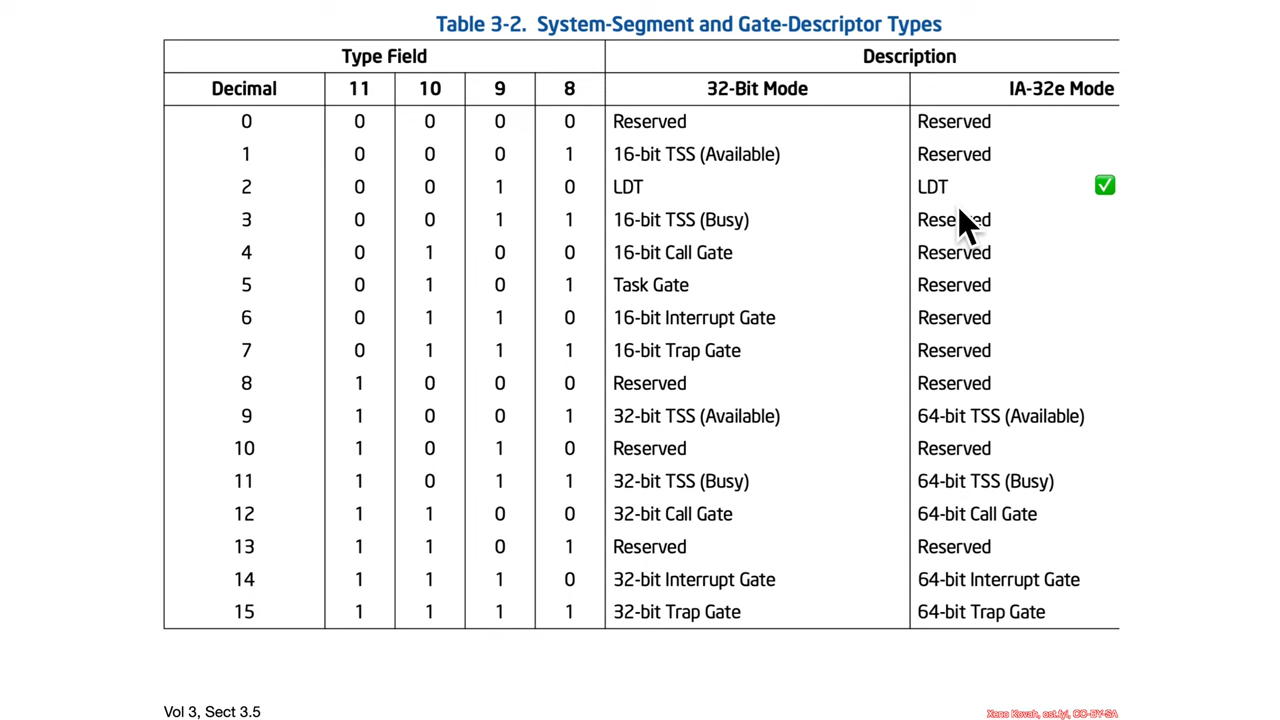 Table 3-2. System-Segment and Gate-Descriptor Types
Type Field Description
Decimal 11 10 9 8 32-Bit Mode IA-32e Mode
0 0 0 0 0 Reserved Reserved
1 0 0 0 1 16-bit TSS (Available) Reserved
2 0 0 1 0 LDT LDT
3 0 0 1 1 16-bit TSS (Busy) Reserved
4 0 1 0 0 16-bit Call Gate Reserved
5 0 1 0 1 Task Gate Reserved
6 0 1 1 0 16-bit Interrupt Gate Reserved
7 0 1 1 1 16-bit Trap Gate Reserved
8 1 0 0 0 Reserved Reserved
9 1 0 0 1 32-bit TSS (Available) 64-bit TSS (Available)
10 1 0 1 0 Reserved Reserved
11 1 0 1 1 32-bit TSS (Busy) 64-bit TSS (Busy)
12 1 1 0 0 32-bit Call Gate 64-bit Call Gate
13 1 1 0 1 Reserved Reserved
14 1 1 1 0 32-bit Interrupt Gate 64-bit Interrupt Gate
15 1 1 1 1 32-bit Trap Gate 64-bit Trap Gate
Vol 3, Sect 3.5
Xeno Kovah, ost.fyi, CC-BY-SA